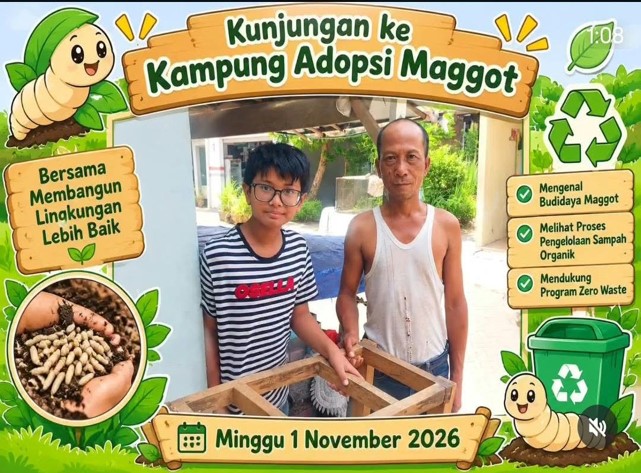 Kunjungan ke
Kampung Adopsi Maggot
1:08
Bersama
Membangun
Lingkungan
Lebih Baik
Mengenal
Budidaya Maggot
Melihat Proses
Pengelolaan Sampah
Organik
Mendukung
Program Zero Waste
Minggu 1 November 2026